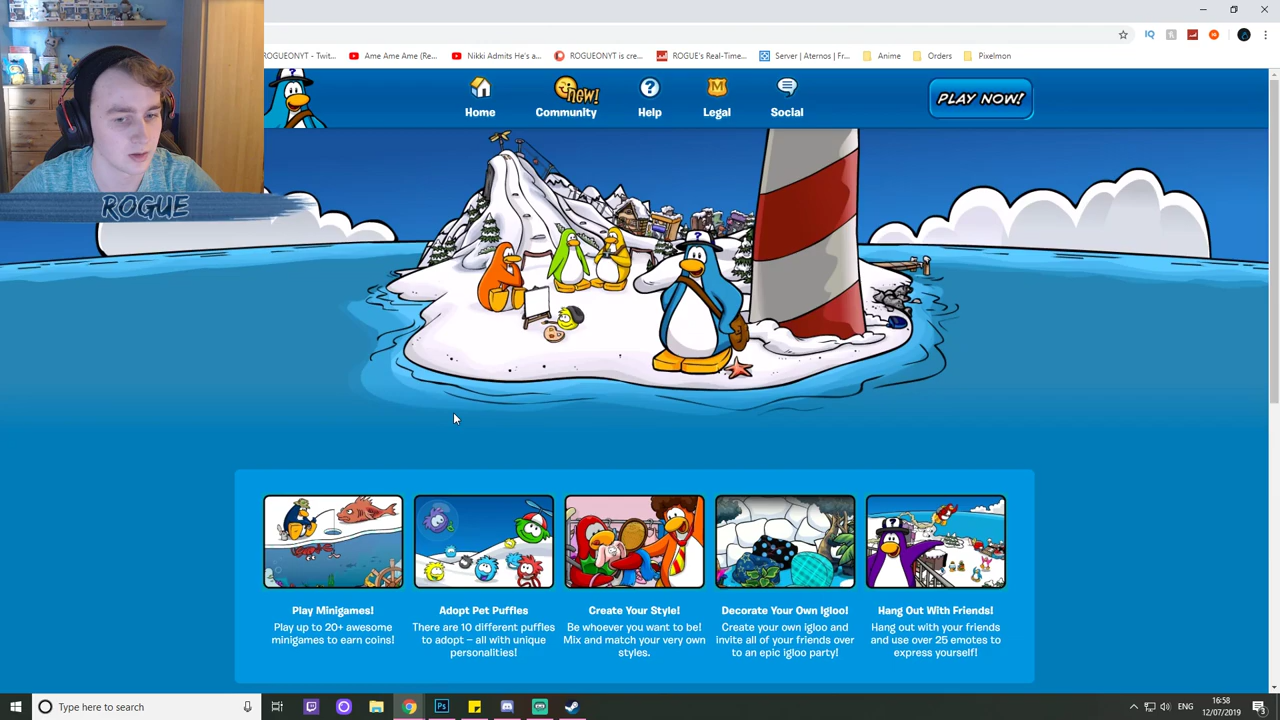 ROGUEONYT - Twit...
Ame Ame Ame (Re...
Nikki Admits He's a...
ROGUEONYT is cre...
ROGUE's Real-Time...
Server | Aternos | Fr...
Anime
Orders
Pixelmon
new!
Home
Community
Help
Legal
Social
PLAY NOW!
ROGUE
Play Minigames!
Play up to 20+ awesome
minigames to earn coins!
Adopt Pet Puffles
There are 10 different puffles
to adopt – all with unique
personalities!
Create Your Style!
Be whoever you want to be!
Mix and match your very own
styles.
Decorate Your Own Igloo!
Create your own igloo and
invite all of your friends over
to an epic igloo party!
Hang Out With Friends!
Hang out with your friends
and use over 25 emotes to
express yourself!
Type here to search
ENG
16:58
12/07/2019